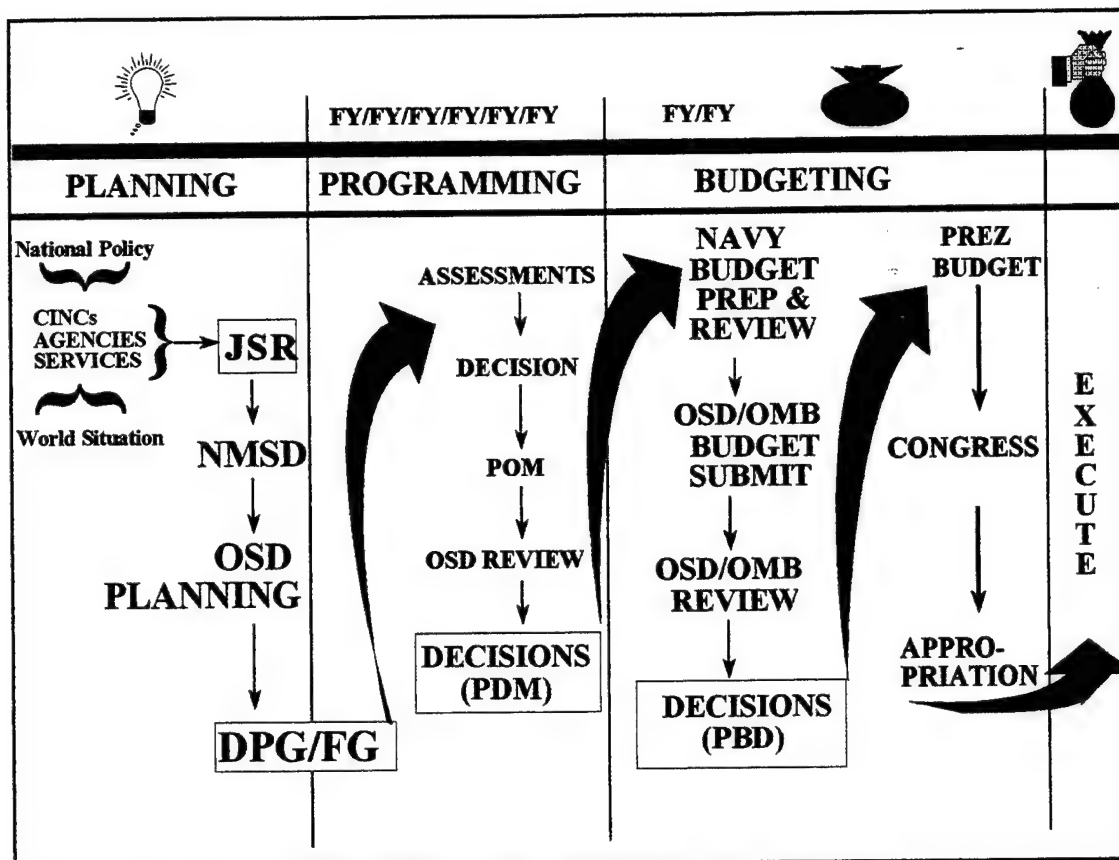 FY/FY/FY/FY/FY/FY
FY/FY
PLANNING
PROGRAMMING
BUDGETING
National Policy
CINCs
AGENCIES
SERVICES
JSR
World Situation
NMSD
OSD
PLANNING
DPG/FG
ASSESSMENTS
DECISION
POM
OSD REVIEW
DECISIONS
(PDM)
NAVY
BUDGET
PREP &
REVIEW
OSD/OMB
BUDGET
SUBMIT
OSD/OMB
REVIEW
DECISIONS
(PBD)
PREZ
BUDGET
CONGRESS
APPRO-
PRIATION
EXECUTE